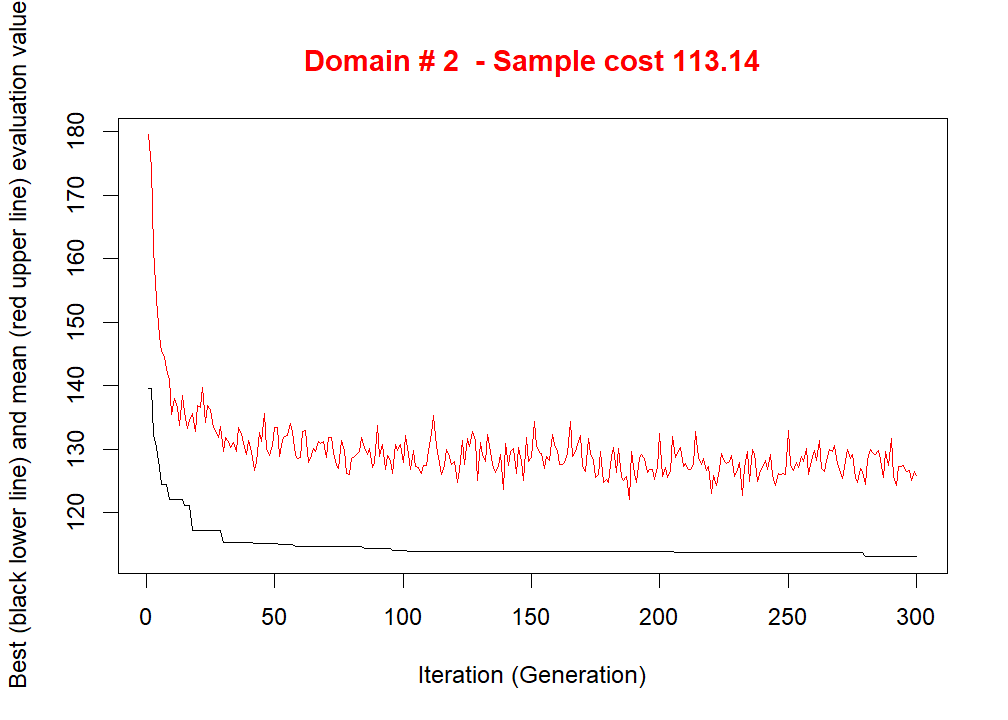 Domain # 2  - Sample cost 113.14
Best (black lower line) and mean (red upper line) evaluation value
180
170
160
150
140
130
120
0 50 100 150 200 250 300
Iteration (Generation)